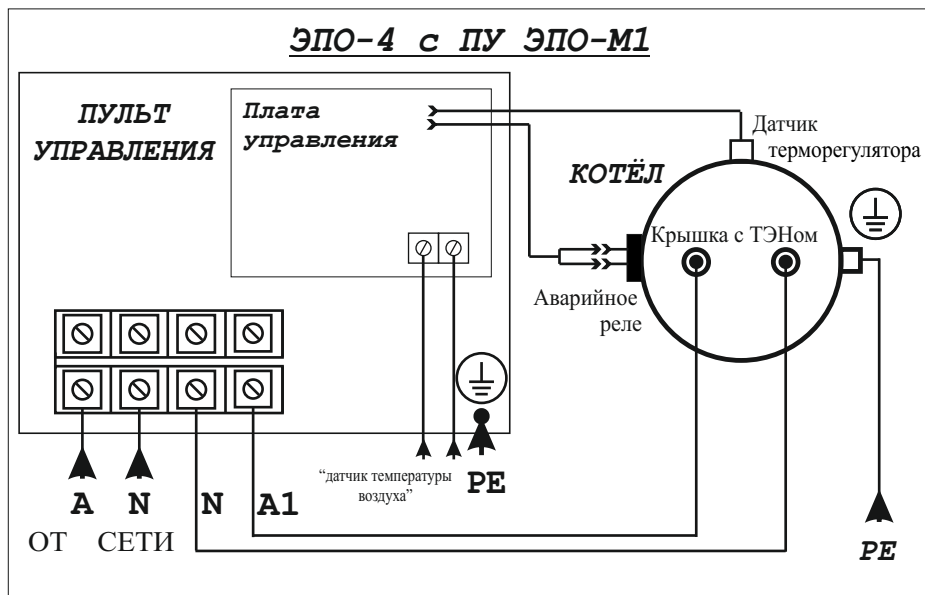 ЭПО-4 с ПУ ЭПО-М1
ПУЛЬТ
УПРАВЛЕНИЯ
Плата
управления
Датчик
терморегулятора
КОТЁЛ
Крышка с ТЭНом
Аварийное
реле
“датчик температуры
воздуха”
PE
A N N A1
ОТ СЕТИ
PE